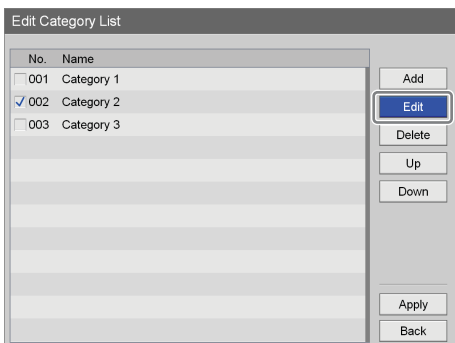 Edit Category List
No. Name
001 Category 1
002 Category 2
003 Category 3
Add
Edit
Delete
Up
Down
Apply
Back